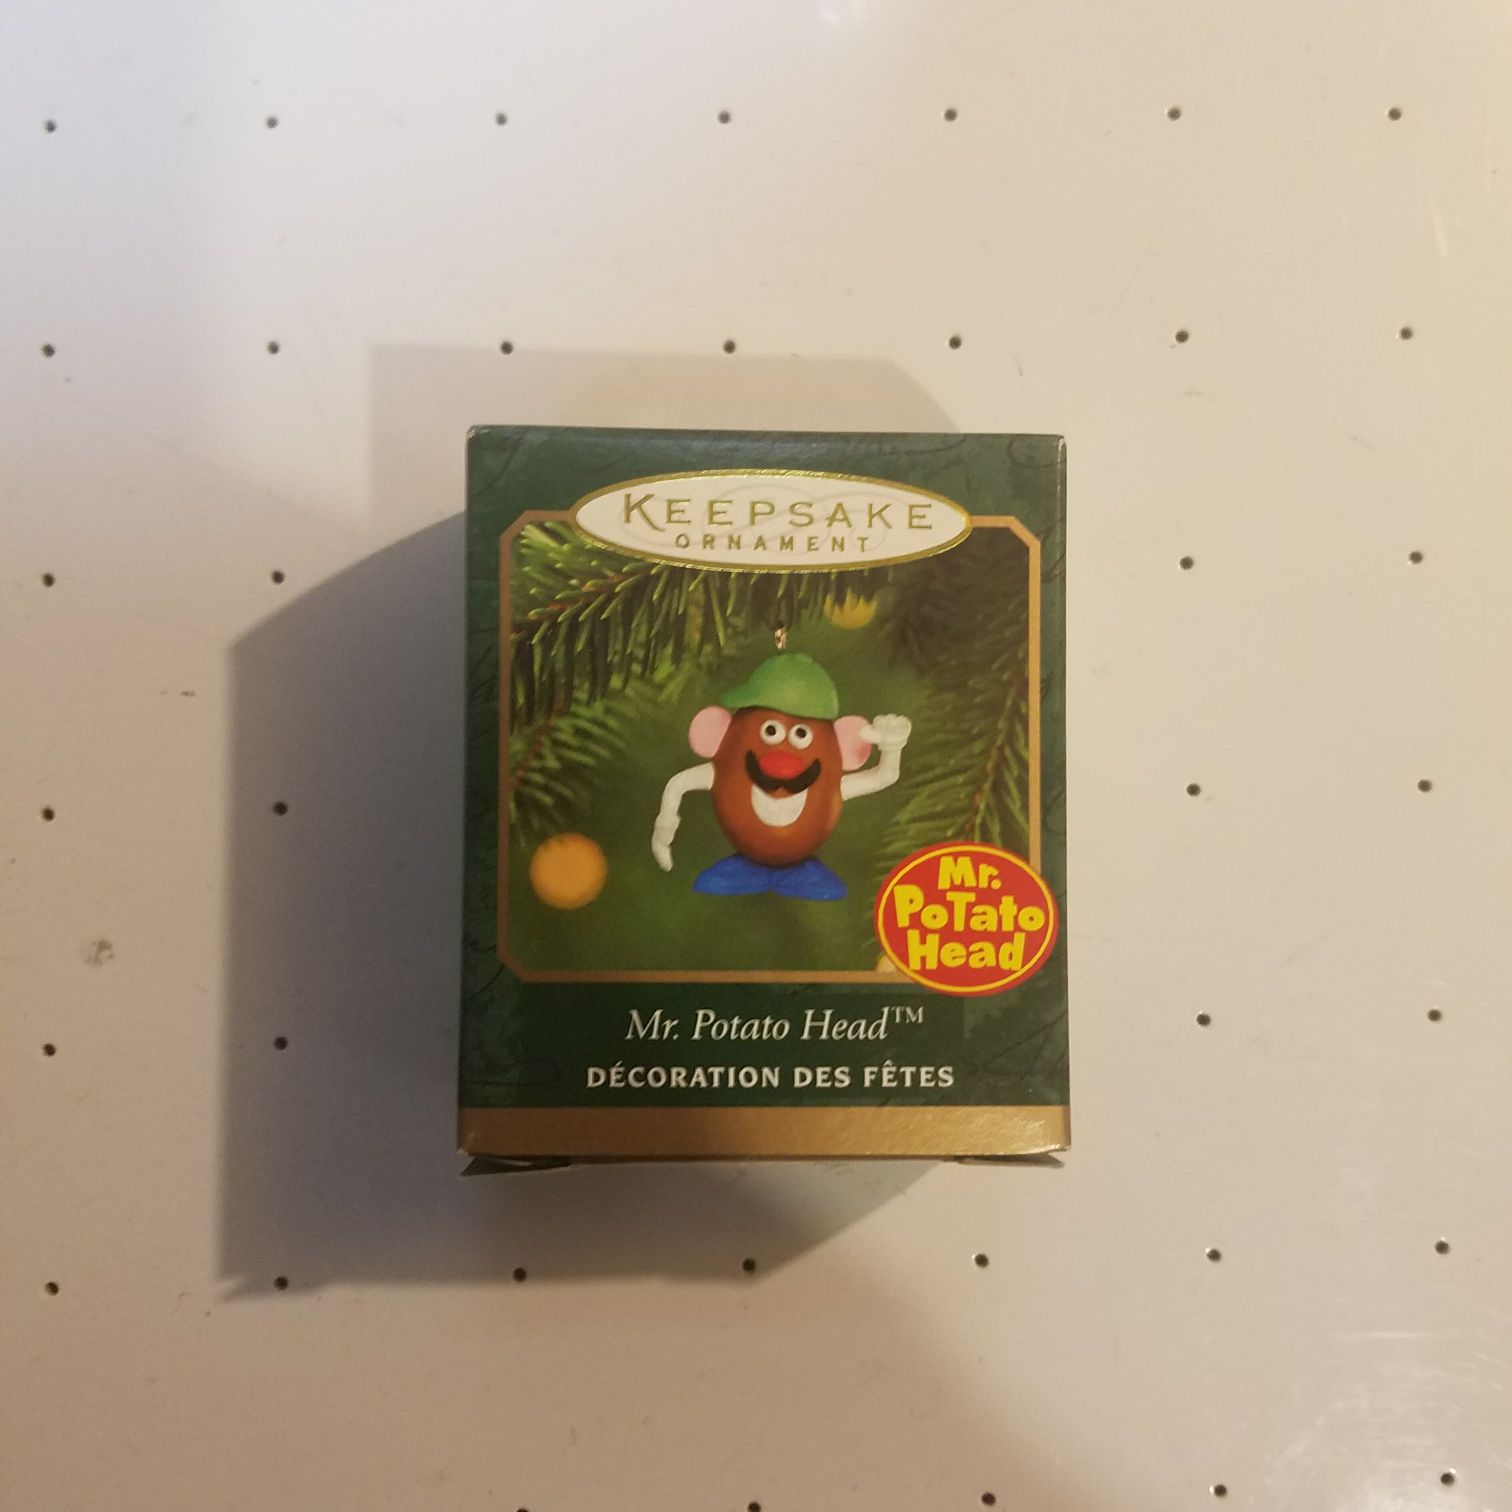 KEEPSAKE
ORNAMENT
Mr.
PoTato
Head
Mr. Potato Head™
DÉCORATION DES FÊTES